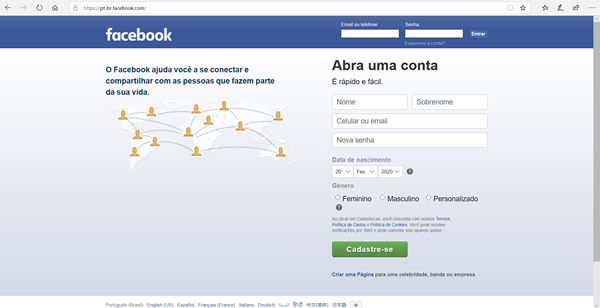 https://pt-br.facebook.com/
facebook
Email ou telefone
Senha
Entrar
Esqueceu a conta?
O Facebook ajuda você a se conectar e
compartilhar com as pessoas que fazem parte
da sua vida.
Abra uma conta
É rápido e fácil.
Nome
Sobrenome
Celular ou email
Nova senha
Data de nascimento
20 Fev 2020 ?
Gênero
Feminino Masculino Personalizado
?
Ao clicar em Cadastre-se, você concorda com nossos Termos,
Política de Dados e Política de Cookies. Você pode receber
notificações por SMS e pode cancelar isso quando quiser.
Cadastre-se
Criar uma Página para uma celebridade, banda ou empresa.
Português (Brasil) English (US) Español Français (France) Italiano Deutsch العربية हिन्दी 中文(简体) 日本語 +